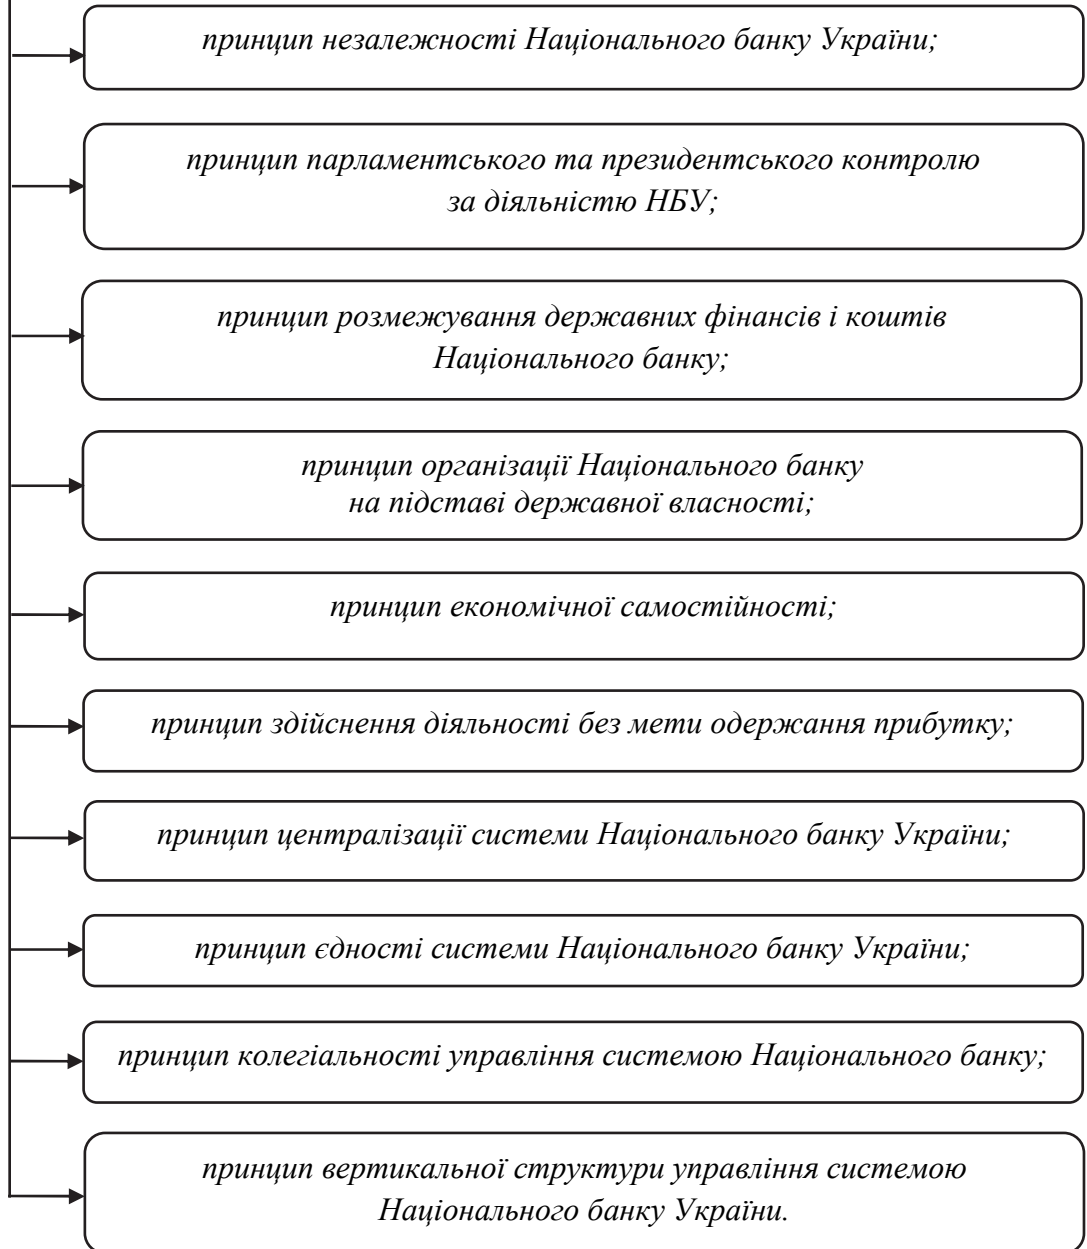 принцип незалежності Національного банку України;
принцип парламентського та президентського контролю
за діяльністю НБУ;
принцип розмежування державних фінансів і коштів
Національного банку;
принцип організації Національного банку
на підставі державної власності;
принцип економічної самостійності;
принцип здійснення діяльності без мети одержання прибутку;
принцип централізації системи Національного банку України;
принцип єдності системи Національного банку України;
принцип колегіальності управління системою Національного банку;
принцип вертикальної структури управління системою
Національного банку України.